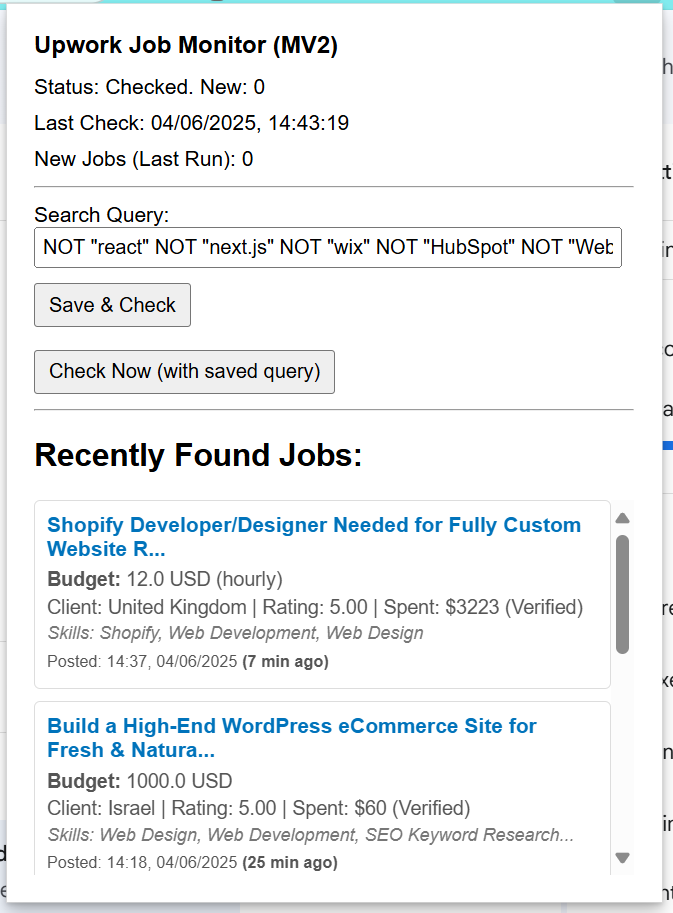 Upwork Job Monitor (MV2)
Status: Checked. New: 0
Last Check: 04/06/2025, 14:43:19
New Jobs (Last Run): 0
Search Query:
NOT "react" NOT "next.js" NOT "wix" NOT "HubSpot" NOT "Web
Save & Check
Check Now (with saved query)
Recently Found Jobs:
Shopify Developer/Designer Needed for Fully Custom
Website R...
Budget: 12.0 USD (hourly)
Client: United Kingdom | Rating: 5.00 | Spent: $3223 (Verified)
Skills: Shopify, Web Development, Web Design
Posted: 14:37, 04/06/2025 (7 min ago)
Build a High-End WordPress eCommerce Site for
Fresh & Natura...
Budget: 1000.0 USD
Client: Israel | Rating: 5.00 | Spent: $60 (Verified)
Skills: Web Design, Web Development, SEO Keyword Research...
Posted: 14:18, 04/06/2025 (25 min ago)